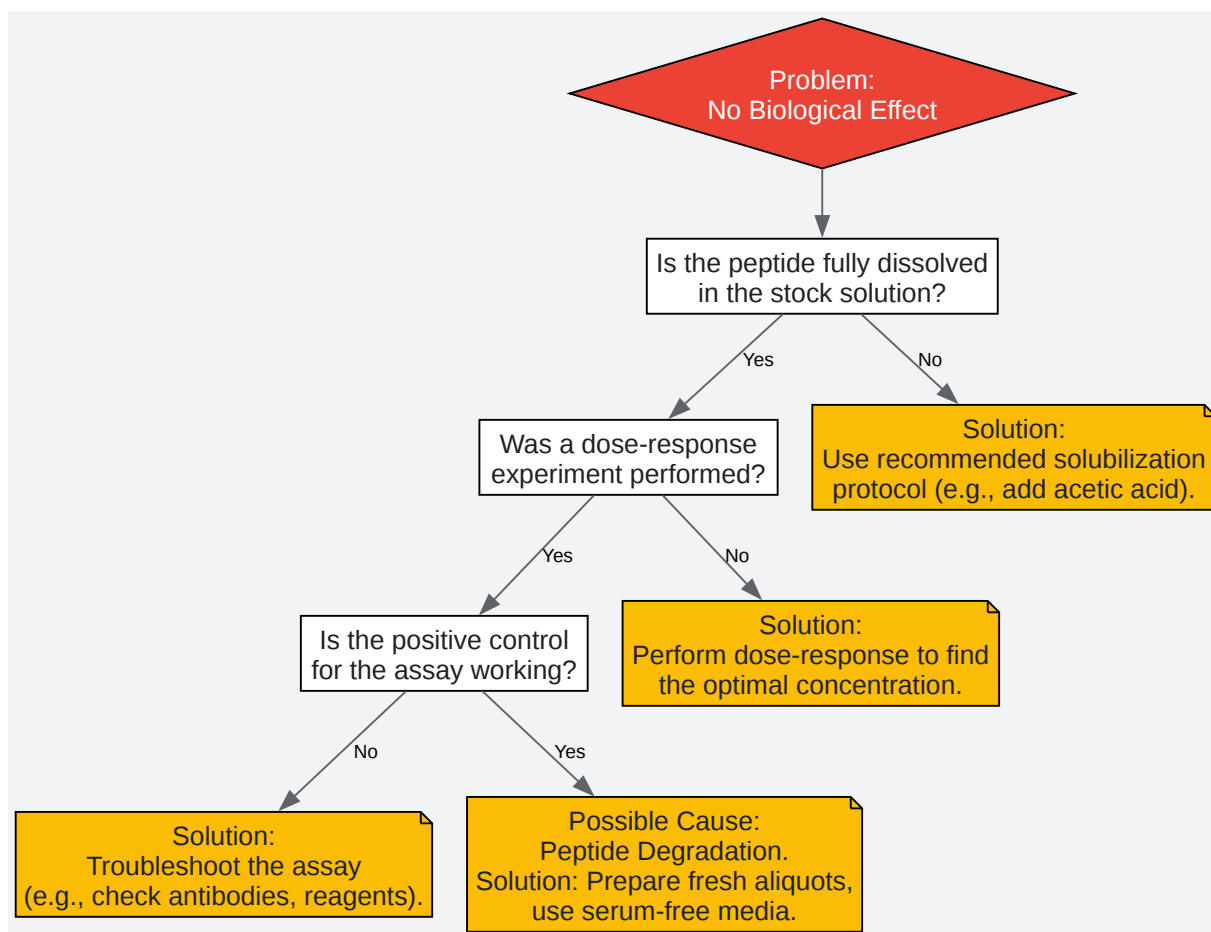 Problem:
No Biological Effect
Is the peptide fully dissolved
in the stock solution?
Yes
No
Was a dose-response
experiment performed?
Solution:
Use recommended solubilization
protocol (e.g., add acetic acid).
Yes
No
Is the positive control
for the assay working?
Solution:
Perform dose-response to find
the optimal concentration.
No
Yes
Solution:
Troubleshoot the assay
(e.g., check antibodies, reagents).
Possible Cause:
Peptide Degradation.
Solution: Prepare fresh aliquots,
use serum-free media.